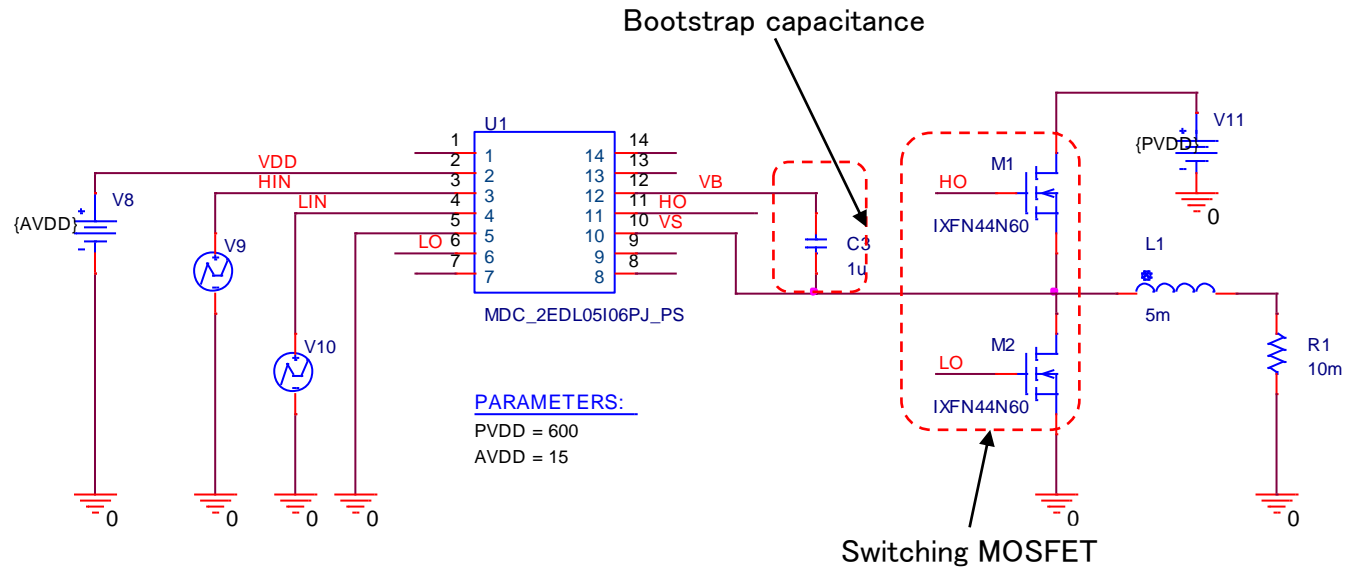 Bootstrap capacitance
U1
1
2
3
4
5
6
7
1
2
3
4
5
6
7
14
13
12
11
10
9
8
14
13
12
11
10
9
8
MDC_2EDL05I06PJ_PS
VDD
HIN
LIN
LO
VB
HO
VS
V8
{AVDD}
V9
V10
C3
1u
M1
HO
IXFN44N60
M2
LO
IXFN44N60
V11
{PVDD}
0
L1
5m
R1
10m
PARAMETERS:
PVDD = 600
AVDD = 15
0
0
0
0
0
0
Switching MOSFET